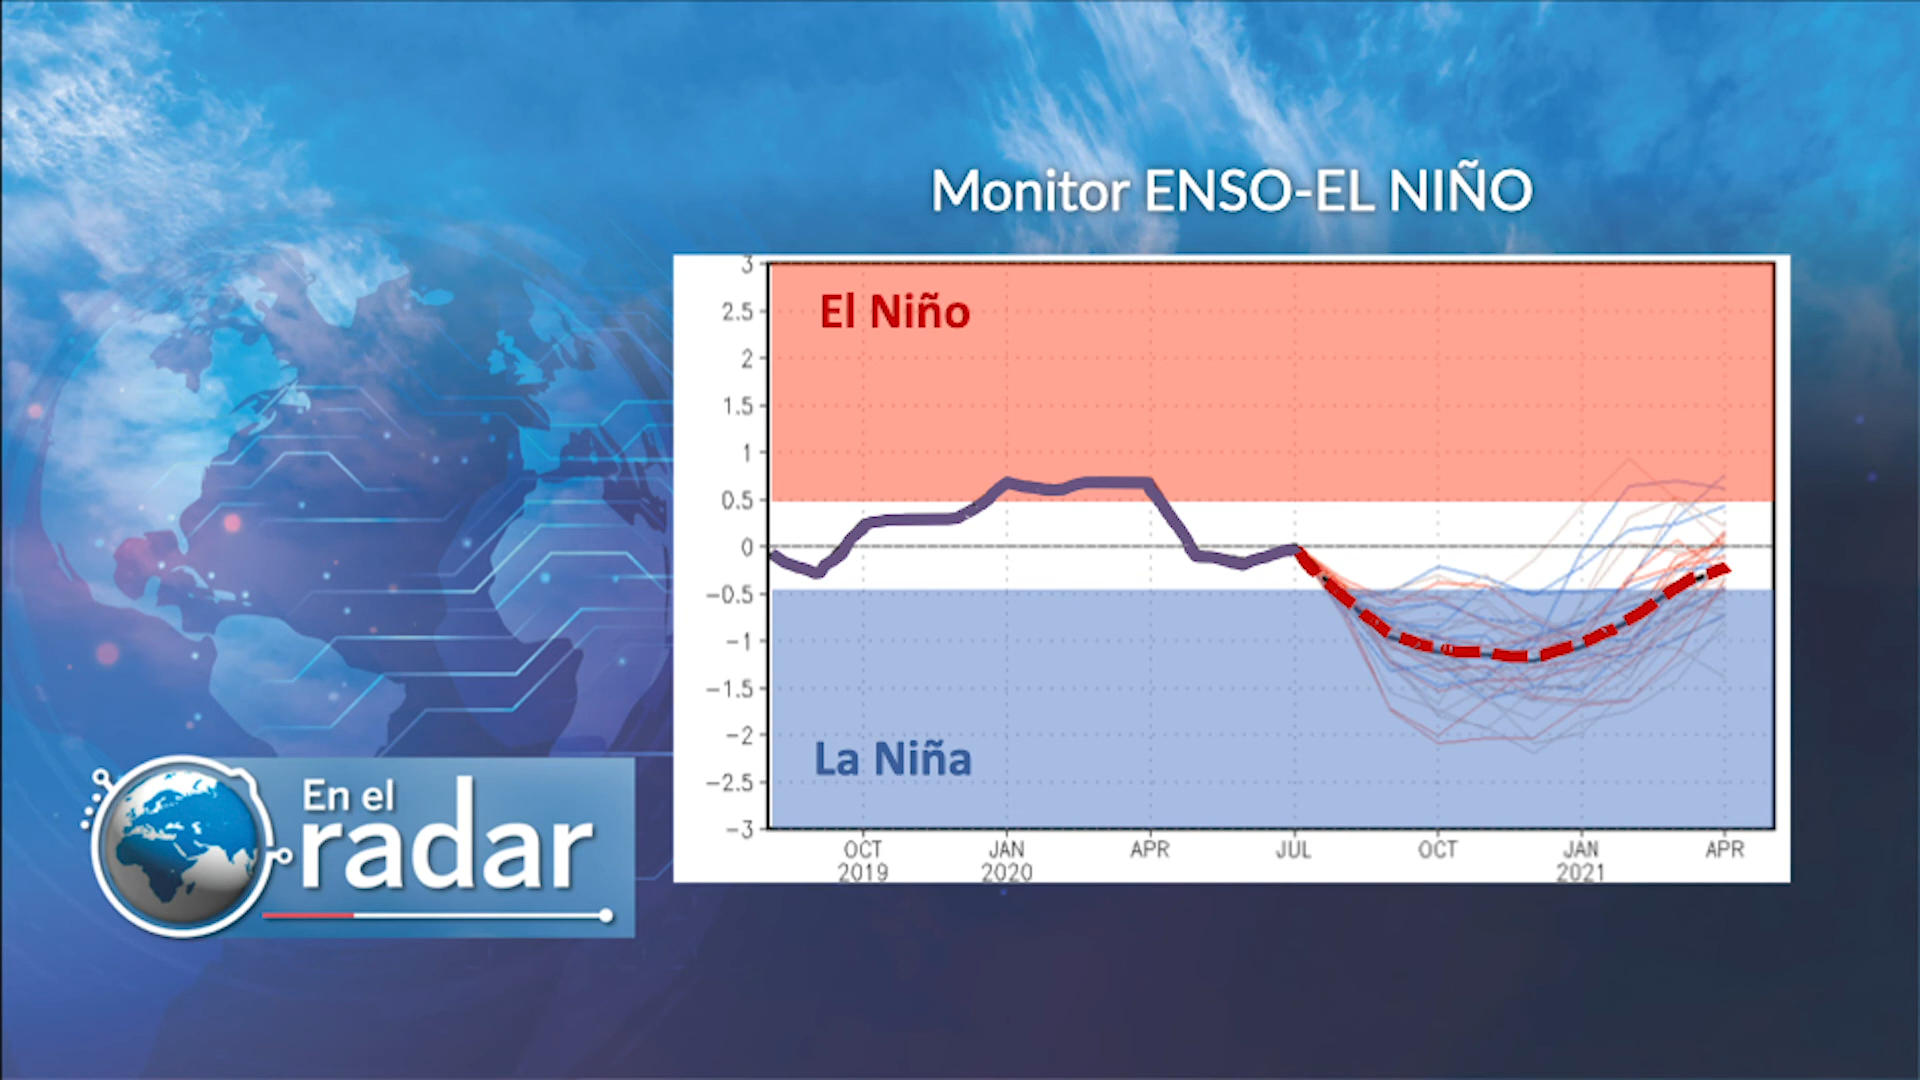 Monitor ENSO-EL NIÑO
3
El Niño
2.5
2
1.5
1
0.5
0
−0.5
−1
−1.5
−2
La Niña
−2.5
−3
OCT JAN APR JUL OCT JAN APR
2019 2020 2021
En el
radar